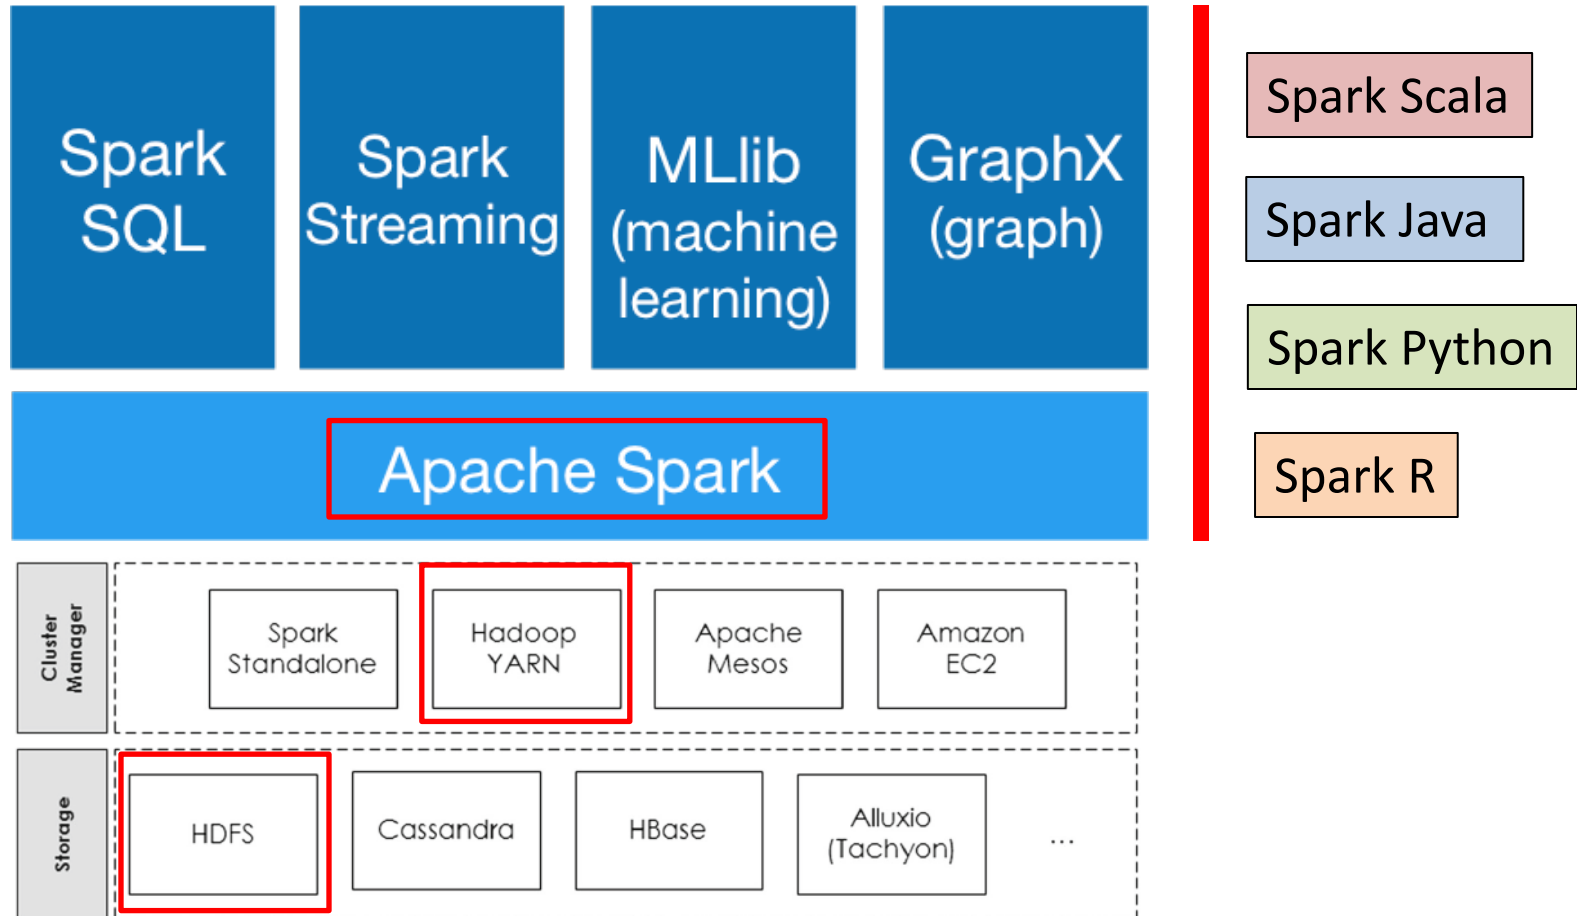 Spark
SQL
Spark
Streaming
MLlib
(machine
learning)
GraphX
(graph)
Spark Scala
Spark Java
Spark Python
Spark R
Apache Spark
Cluster
Manager
Spark
Standalone
Hadoop
YARN
Apache
Mesos
Amazon
EC2
Storage
HDFS
Cassandra
HBase
Alluxio
(Tachyon)
...